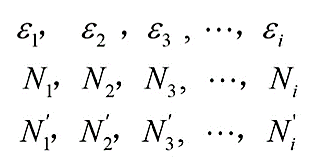 ε₁, ε₂, ε₃, ⋯, εᵢ
N₁, N₂, N₃, ⋯, Nᵢ
N₁′, N₂′, N₃′, ⋯, Nᵢ′